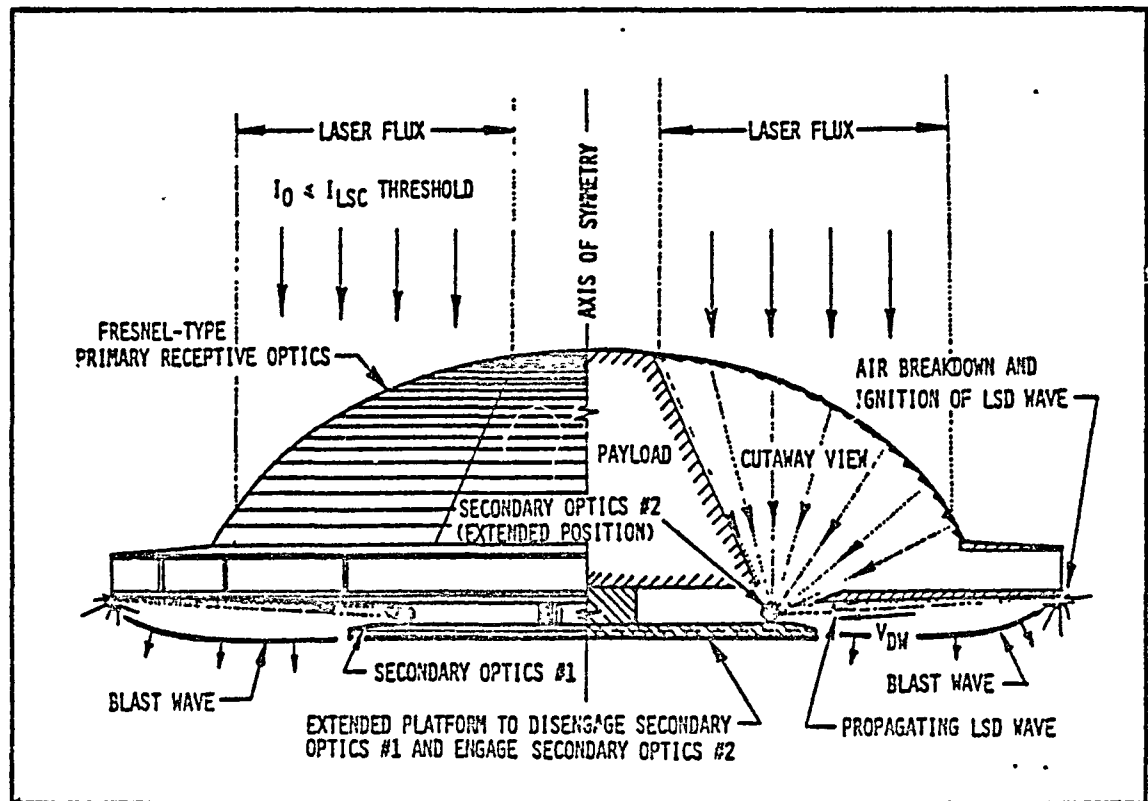 LASER FLUX
LASER FLUX
I₀ < I_LSC THRESHOLD
AXIS OF SYMMETRY
FRESNEL-TYPE
PRIMARY RECEPTIVE OPTICS
AIR BREAKDOWN AND
IGNITION OF LSD WAVE
PAYLOAD
CUTAWAY VIEW
SECONDARY OPTICS #2
(EXTENDED POSITION)
V_DW
SECONDARY OPTICS #1
BLAST WAVE
BLAST WAVE
EXTENDED PLATFORM TO DISENGAGE SECONDARY
OPTICS #1 AND ENGAGE SECONDARY OPTICS #2
PROPAGATING LSD WAVE